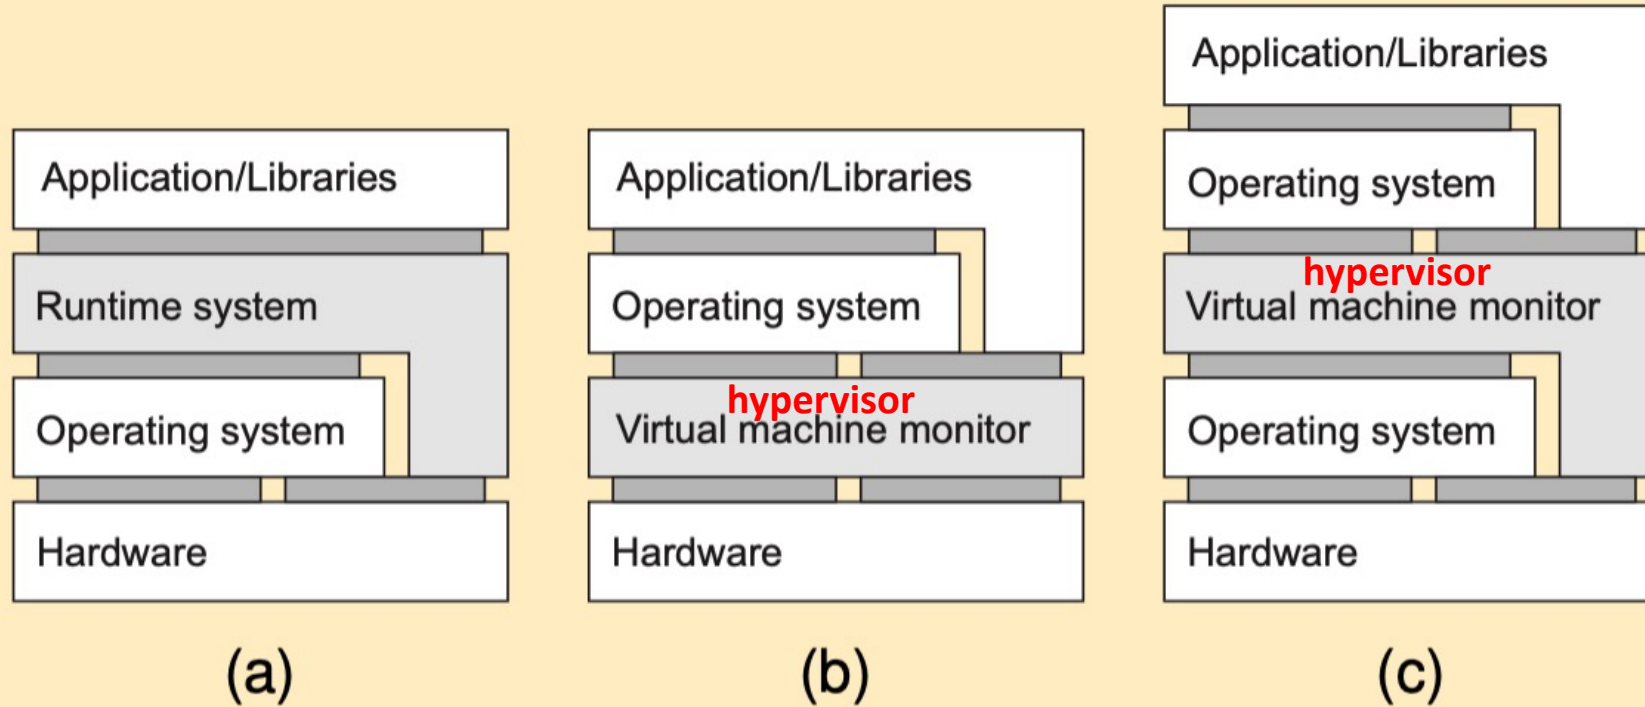 Application/Libraries
Runtime system
Operating system
Hardware
(a)
Application/Libraries
Operating system
hypervisor
Virtual machine monitor
Hardware
(b)
Application/Libraries
Operating system
hypervisor
Virtual machine monitor
Operating system
Hardware
(c)